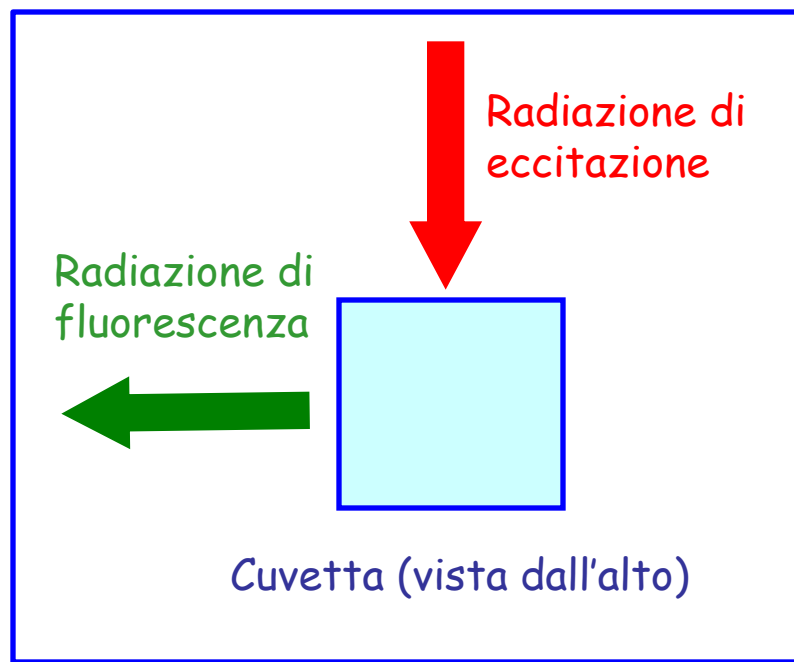 Radiazione di
eccitazione
Radiazione di
fluorescenza
Cuvetta (vista dall'alto)